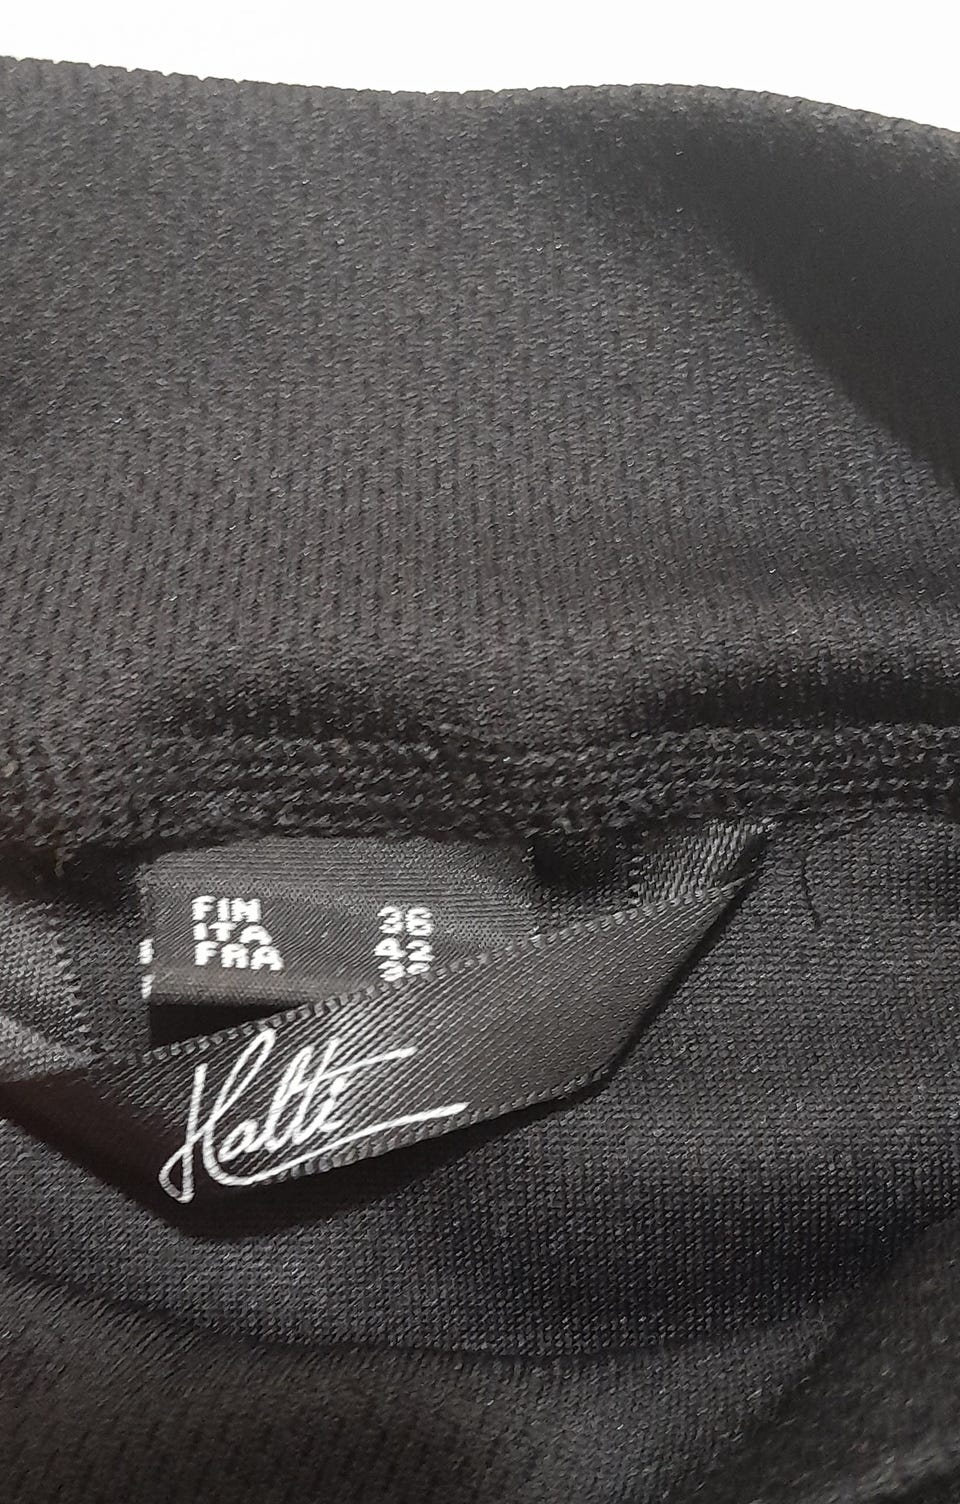 FIN 36
ITA 42
FRA 38
Halti